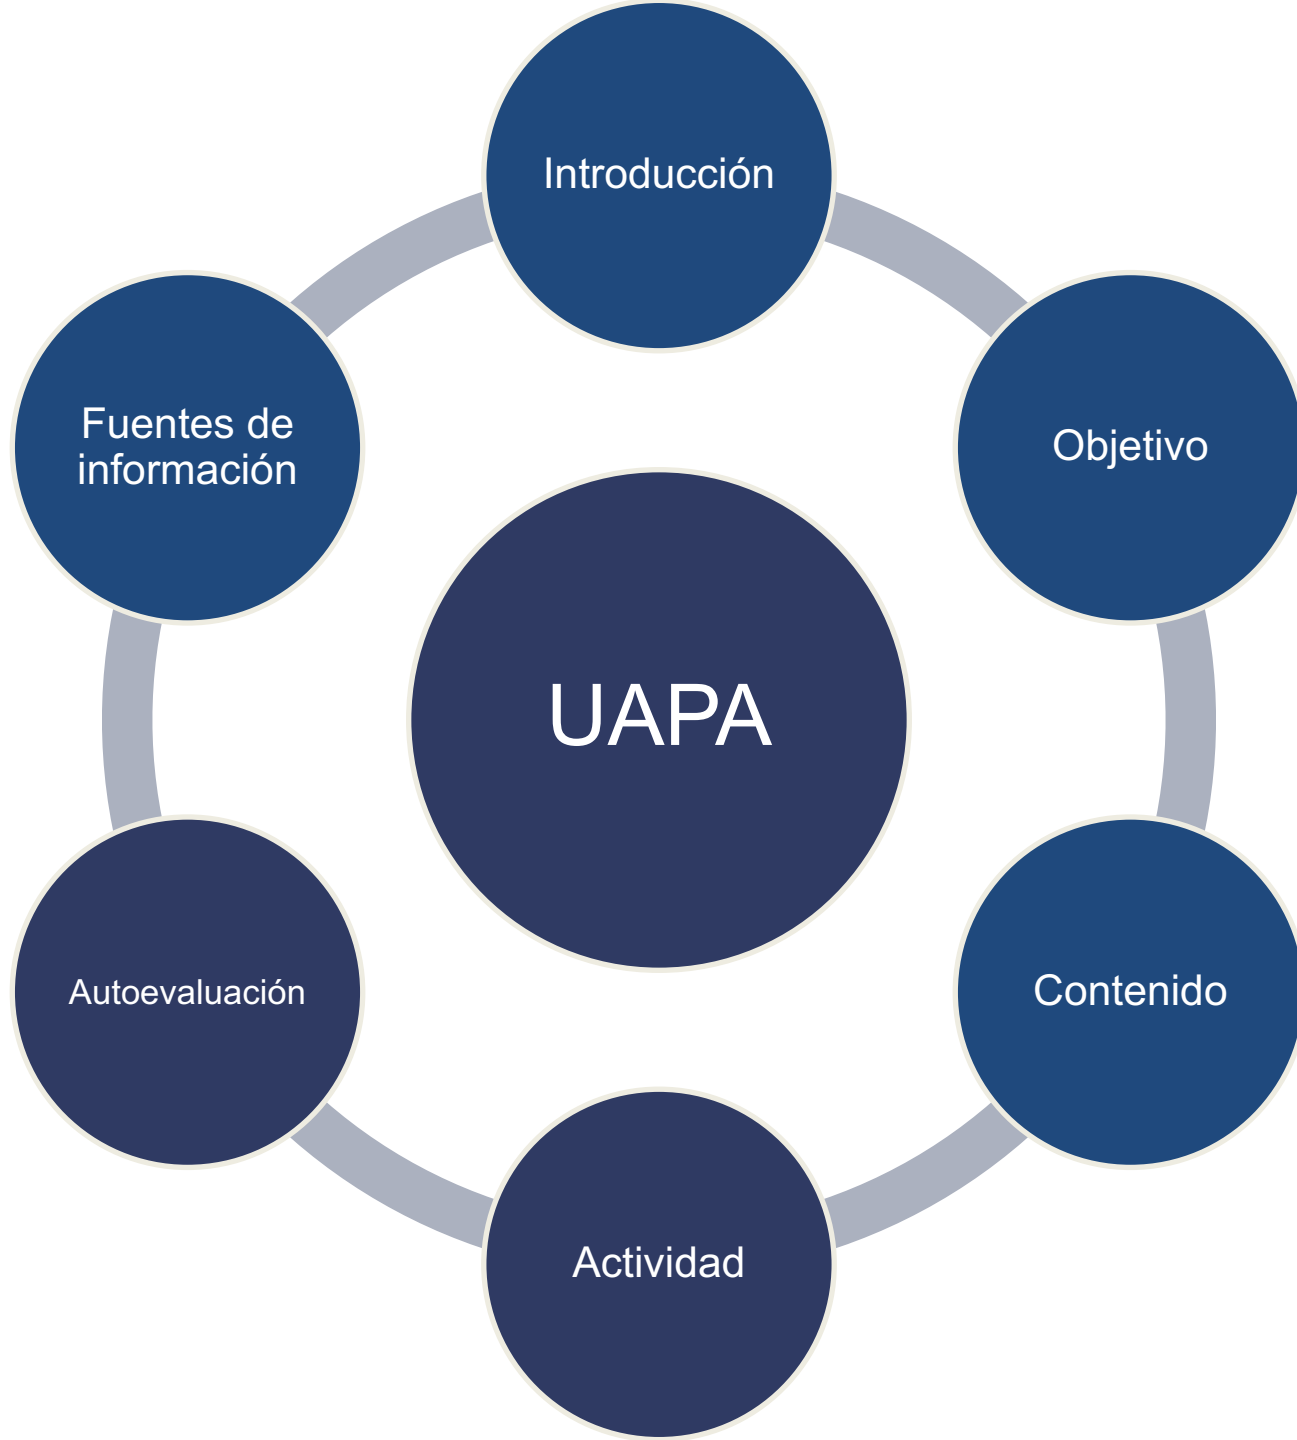 Introducción
Objetivo
Contenido
Actividad
Autoevaluación
Fuentes de
información
UAPA